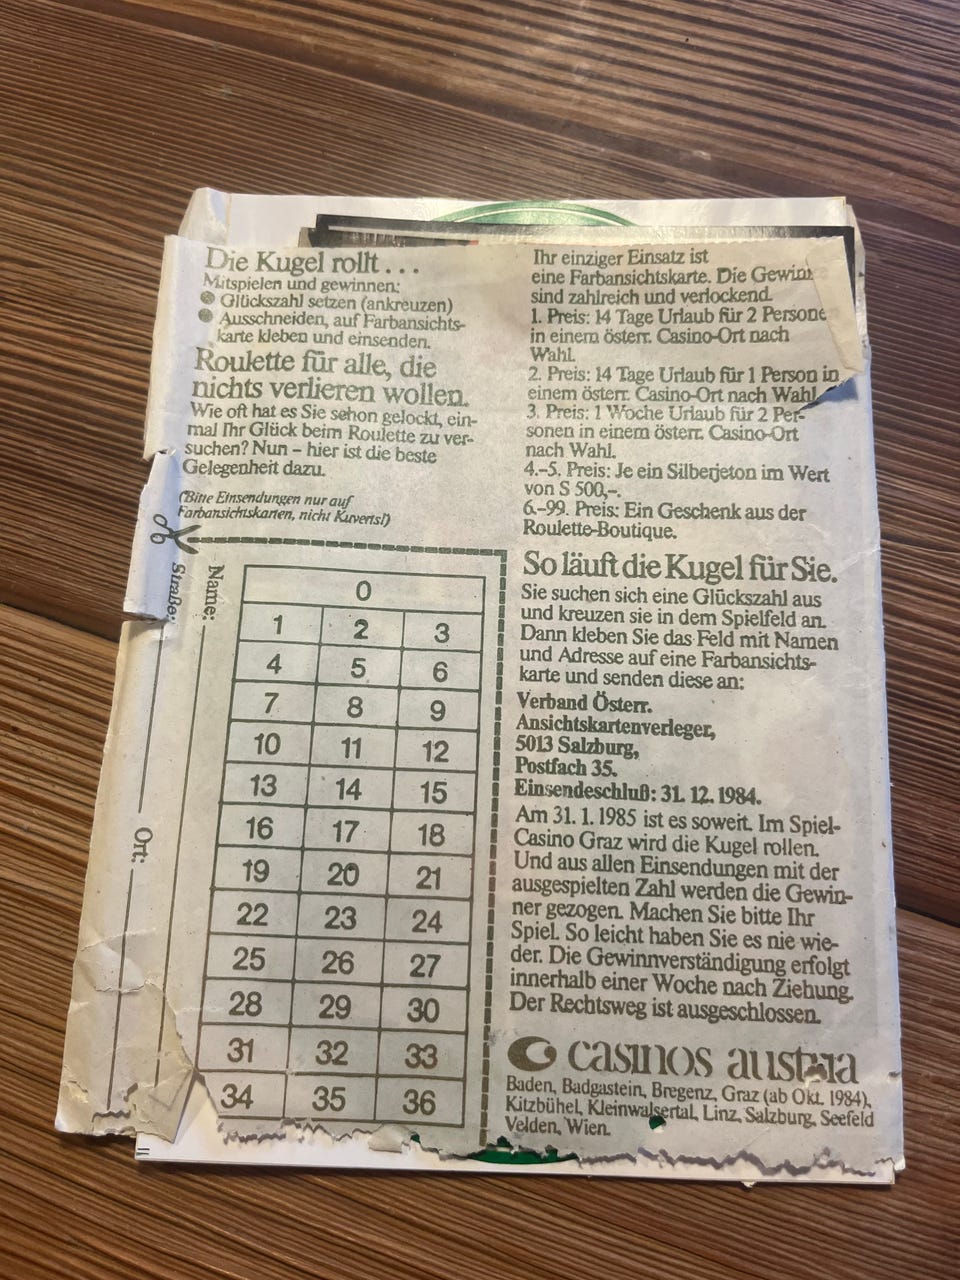 Die Kugel rollt . . .
Mitspielen und gewinnen:
Glückszahl setzen (ankreuzen)
Ausschneiden, auf Farbansichts-
karte kleben und einsenden.
Roulette für alle, die
nichts verlieren wollen.
Wie oft hat es Sie schon gelockt, ein-
mal Ihr Glück beim Roulette zu ver-
suchen? Nun – hier ist die beste
Gelegenheit dazu.
(Bitte Einsendungen nur auf
Farbansichtskarten, nicht Kuverts!)
Name:
Straße:
Ort:
0
1 2 3
4 5 6
7 8 9
10 11 12
13 14 15
16 17 18
19 20 21
22 23 24
25 26 27
28 29 30
31 32 33
34 35 36
Ihr einziger Einsatz ist
eine Farbansichtskarte. Die
sind zahlreich und verlockend.
1. Preis: 14 Tage Urlaub für 2 Personen
in einem österr. Casino-Ort nach
Wahl.
2. Preis: 14 Tage Urlaub für 1 Person in
einem österr. Casino-Ort nach Wahl.
3. Preis: 1 Woche Urlaub für 2 Per-
sonen in einem österr. Casino-Ort
nach Wahl.
4.–5. Preis: Je ein Silberjeton im Wert
von S 500,–.
6.–99. Preis: Ein Geschenk aus der
Roulette-Boutique.
So läuft die Kugel für Sie.
Sie suchen sich eine Glückszahl aus
und kreuzen sie in dem Spielfeld an.
Dann kleben Sie das Feld mit Namen
und Adresse auf eine Farbansichts-
karte und senden diese an:
Verband Österr.
Ansichtskartenverleger,
5013 Salzburg,
Postfach 35.
Einsendeschluß: 31. 12. 1984.
Am 31. 1. 1985 ist es soweit. Im Spiel-
Casino Graz wird die Kugel rollen.
Und aus allen Einsendungen mit der
ausgespielten Zahl werden die Gewin-
ner gezogen. Machen Sie bitte Ihr
Spiel. So leicht haben Sie es nie wie-
der. Die Gewinnverständigung erfolgt
innerhalb einer Woche nach Ziehung.
Der Rechtsweg ist ausgeschlossen.
casinos austria
Baden, Badgastein, Bregenz, Graz (ab Okt. 1984),
Kitzbühel, Kleinwalsertal, Linz, Salzburg, Seefeld
Velden, Wien.